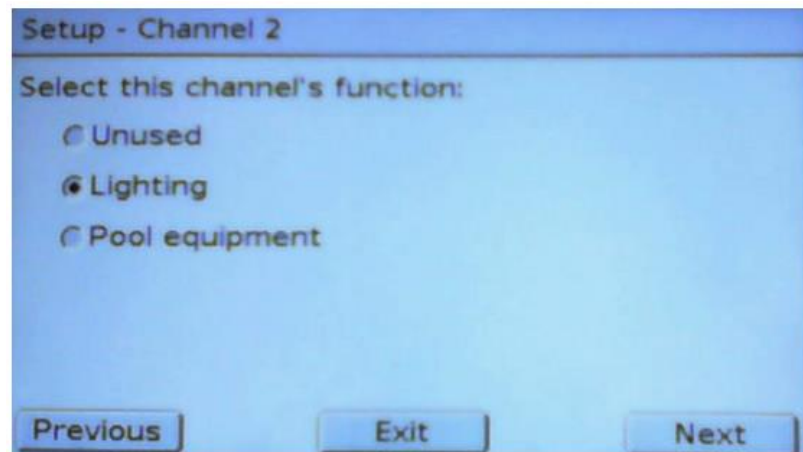 Setup - Channel 2
Select this channel's function:
Unused
Lighting
Pool equipment
Previous Exit Next